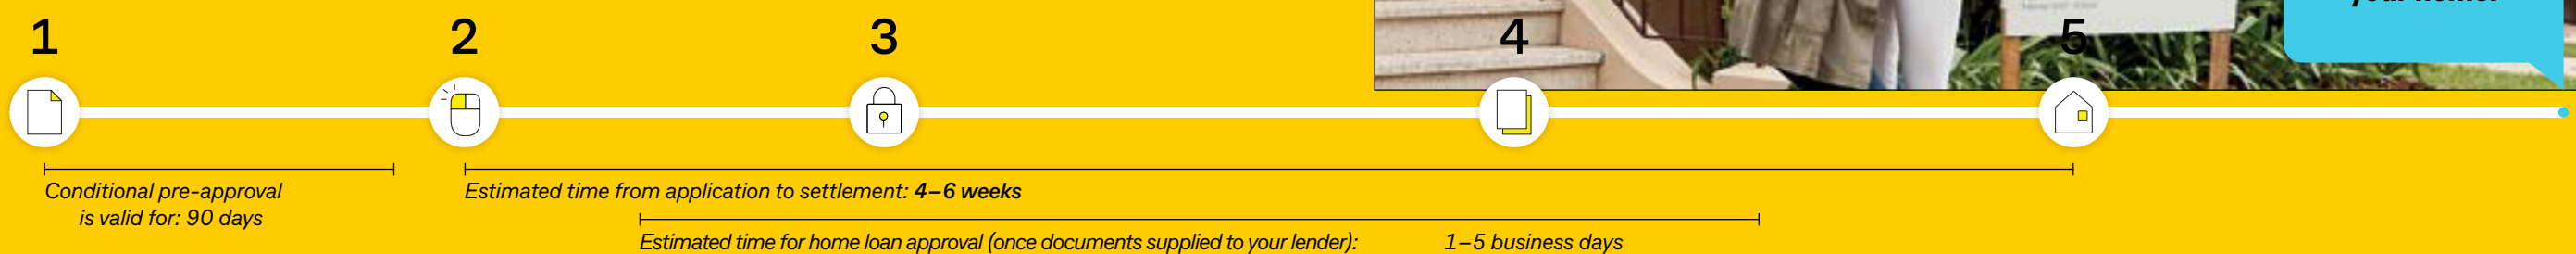 1
2
3
4
5
Conditional pre-approval
is valid for: 90 days
Estimated time from application to settlement: 4–6 weeks
Estimated time for home loan approval (once documents supplied to your lender): 1–5 business days